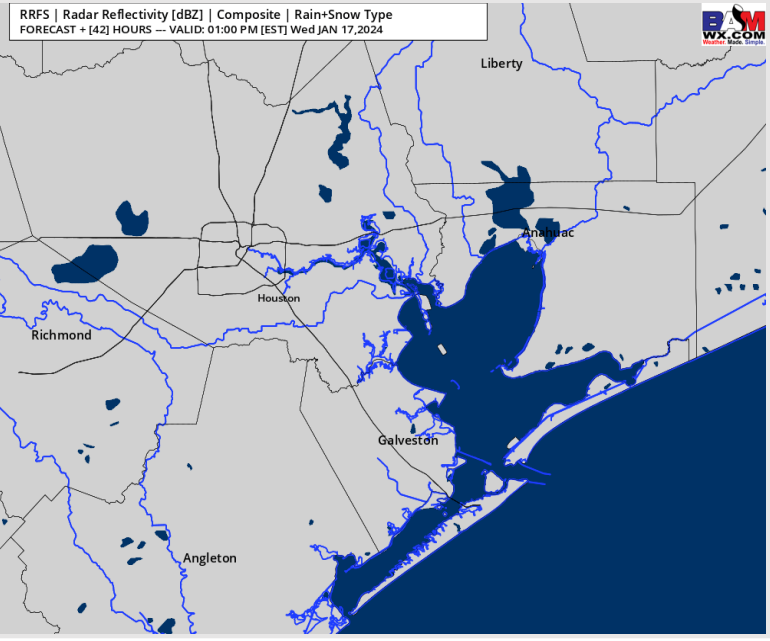 RRFS | Radar Reflectivity [dBZ] | Composite | Rain+Snow Type
FORECAST + [42] HOURS --- VALID: 01:00 PM [EST] Wed JAN 17,2024
BAM
WX.COM
Weather. Made. Simple.
Liberty
Anahuac
Houston
Richmond
Galveston
Angleton